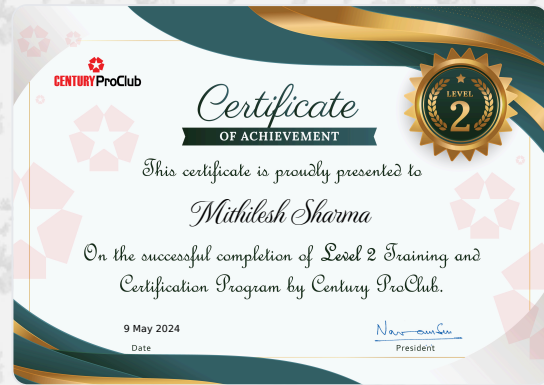 CENTURY ProClub
Certificate
OF ACHIEVEMENT
LEVEL
2
This certificate is proudly presented to
Mithilesh Sharma
On the successful completion of Level 2 Training and
Certification Program by Century ProClub.
9 May 2024
Date
President